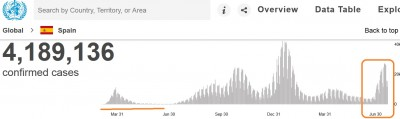 Search by Country, Territory, or Area
Overview
Data Table
Explo
Global
Spain
Back to top
4,189,136
confirmed cases
Mar 31
Jun 30
Sep 30
Dec 31
Mar 31
Jun 30
0